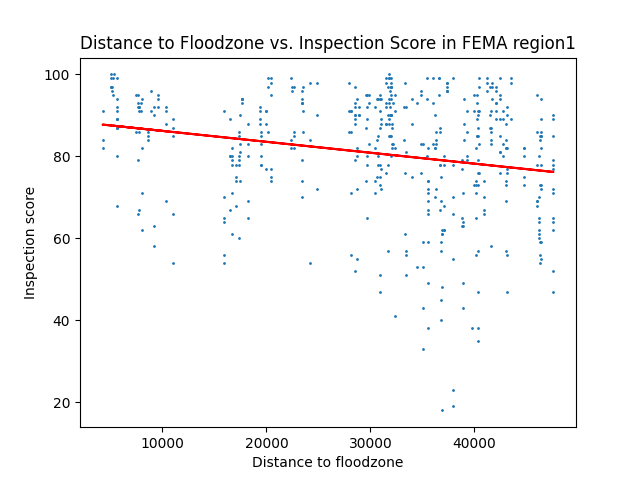 Distance to Floodzone vs. Inspection Score in FEMA region1
100
80
60
40
20
Inspection score
10000 20000 30000 40000
Distance to floodzone